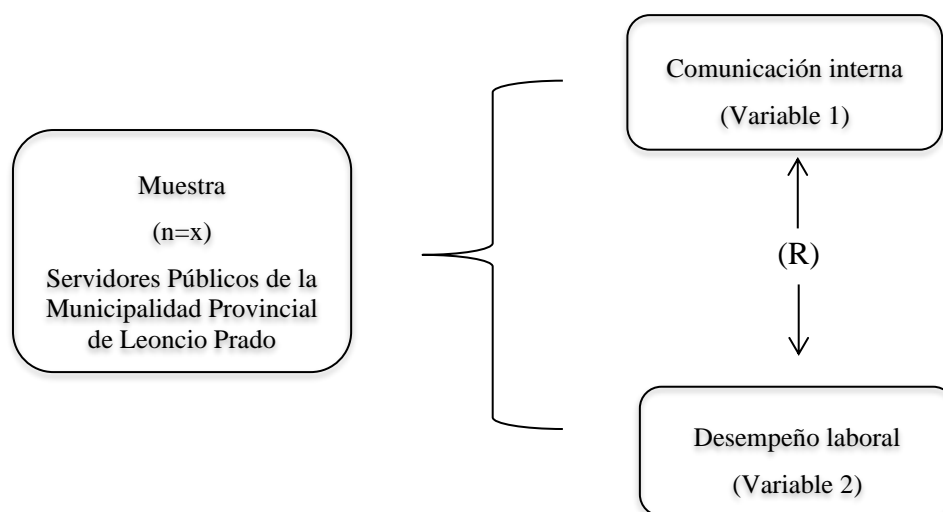 Muestra
(n=x)
Servidores Públicos de la
Municipalidad Provincial
de Leoncio Prado
Comunicación interna
(Variable 1)
(R)
Desempeño laboral
(Variable 2)